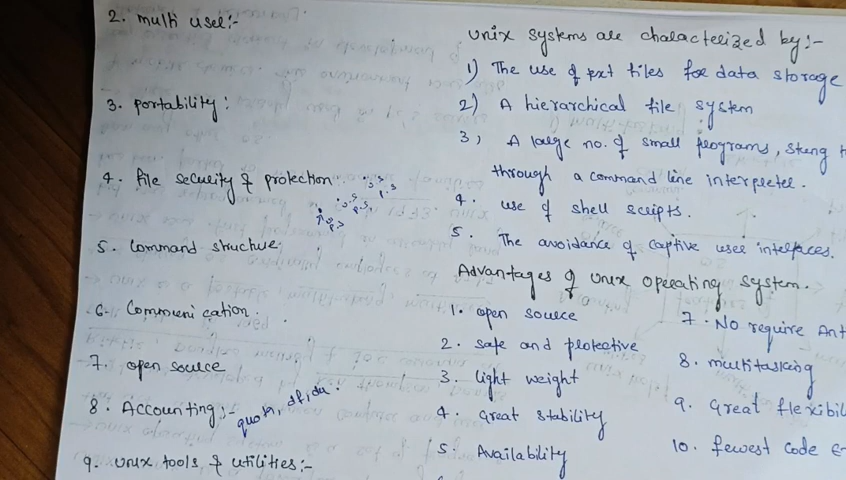 2. multi user:-
3. portability:
4. File security & protection
5. Command structure:
6. Communication.
7. open source
8. Accounting:-
9. unix tools & utilities:-
unix systems are characterized by:-
1) The use of text files for data storage
2) A hierarchical file system
3, A large no. of small programs, strung
through a command line interpreter.
4. use of shell scripts.
5. The avoidance of captive user interfaces.
Advantages of unix operating system.
1. open source
2. safe and protective
3. light weight
4. Great stability
5. Availability
7. No require Ant
8. multitasking
9. Great flexibil
10. fewest code